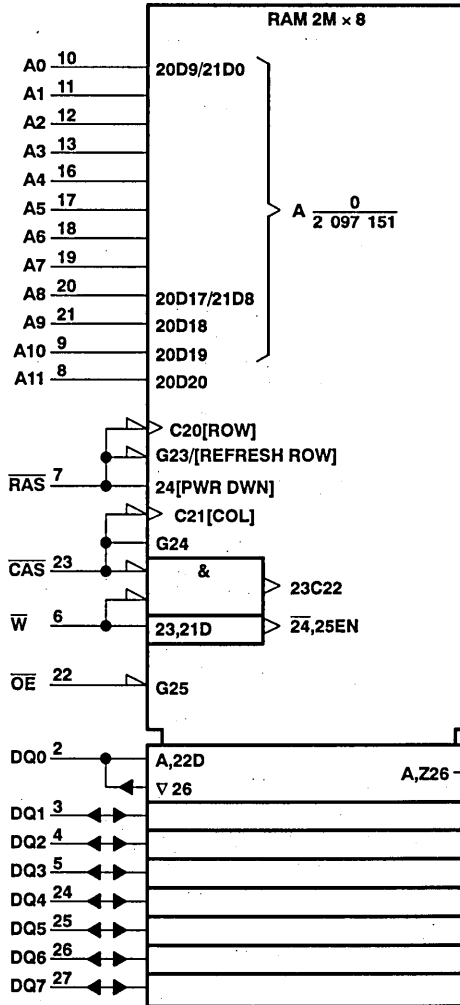 RAM 2M × 8
A0 10 20D9/21D0
A1 11
A2 12
A3 13
A4 16
A5 17
A 0
2 097 151
A6 18
A7 19
A8 20 20D17/21D8
A9 21 20D18
A10 9 20D19
A11 8 20D20
C20[ROW]
G23/[REFRESH ROW]
RAS 7 24[PWR DWN]
C21[COL]
G24
CAS 23 &
23C22
W 6 23,21D 24,25EN
OE 22 G25
DQ0 2 A,22D
A,Z26
∇ 26
DQ1 3
DQ2 4
DQ3 5
DQ4 24
DQ5 25
DQ6 26
DQ7 27